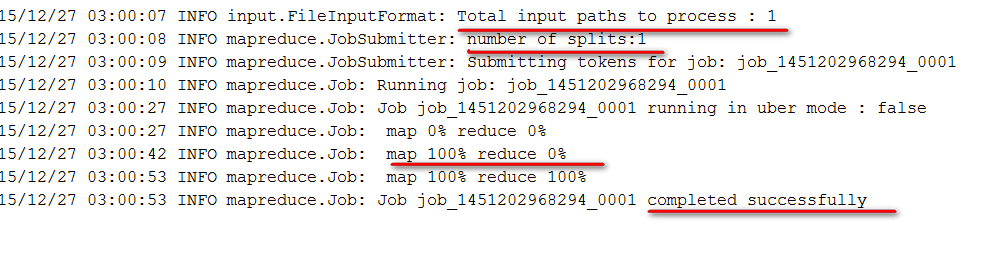 15/12/27 03:00:07 INFO input.FileInputFormat: Total input paths to process : 1
15/12/27 03:00:08 INFO mapreduce.JobSubmitter: number of splits:1
15/12/27 03:00:09 INFO mapreduce.JobSubmitter: Submitting tokens for job: job_1451202968294_0001
15/12/27 03:00:10 INFO mapreduce.Job: Running job: job_1451202968294_0001
15/12/27 03:00:27 INFO mapreduce.Job: Job job_1451202968294_0001 running in uber mode : false
15/12/27 03:00:27 INFO mapreduce.Job:  map 0% reduce 0%
15/12/27 03:00:42 INFO mapreduce.Job:  map 100% reduce 0%
15/12/27 03:00:53 INFO mapreduce.Job:  map 100% reduce 100%
15/12/27 03:00:53 INFO mapreduce.Job: Job job_1451202968294_0001 completed successfully